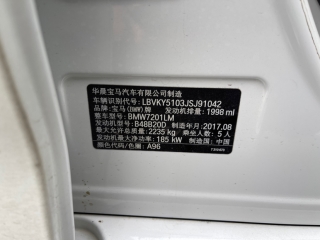 华晨宝马汽车有限公司制造
车辆识别代号: LBVKY5103JSJ91042
品牌: 宝马(BMW)牌 发动机排量: 1998 ml
整车型号: BMW7201LM
发动机型号: B48B20D 制造年月: 2017.08
最大允许总质量: 2235 kg 乘坐人数: 5 人
发动机最大净功率: 185 kW 制造国: 中国
颜色代码/色圈: A96